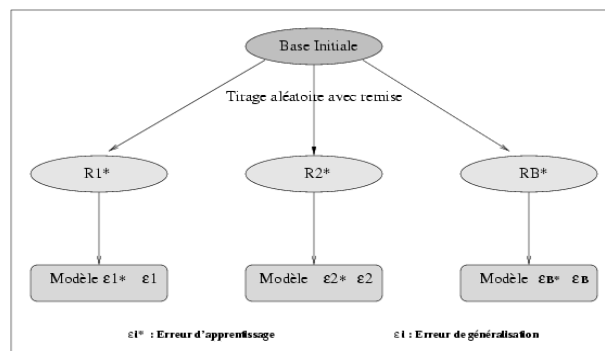 Base Initiale
Tirage aléatoire avec remise
R1* R2* RB*
Modèle ε1* ε1 Modèle ε2* ε2 Modèle εB* εB
εi* : Erreur d'apprentissage εi : Erreur de généralisation